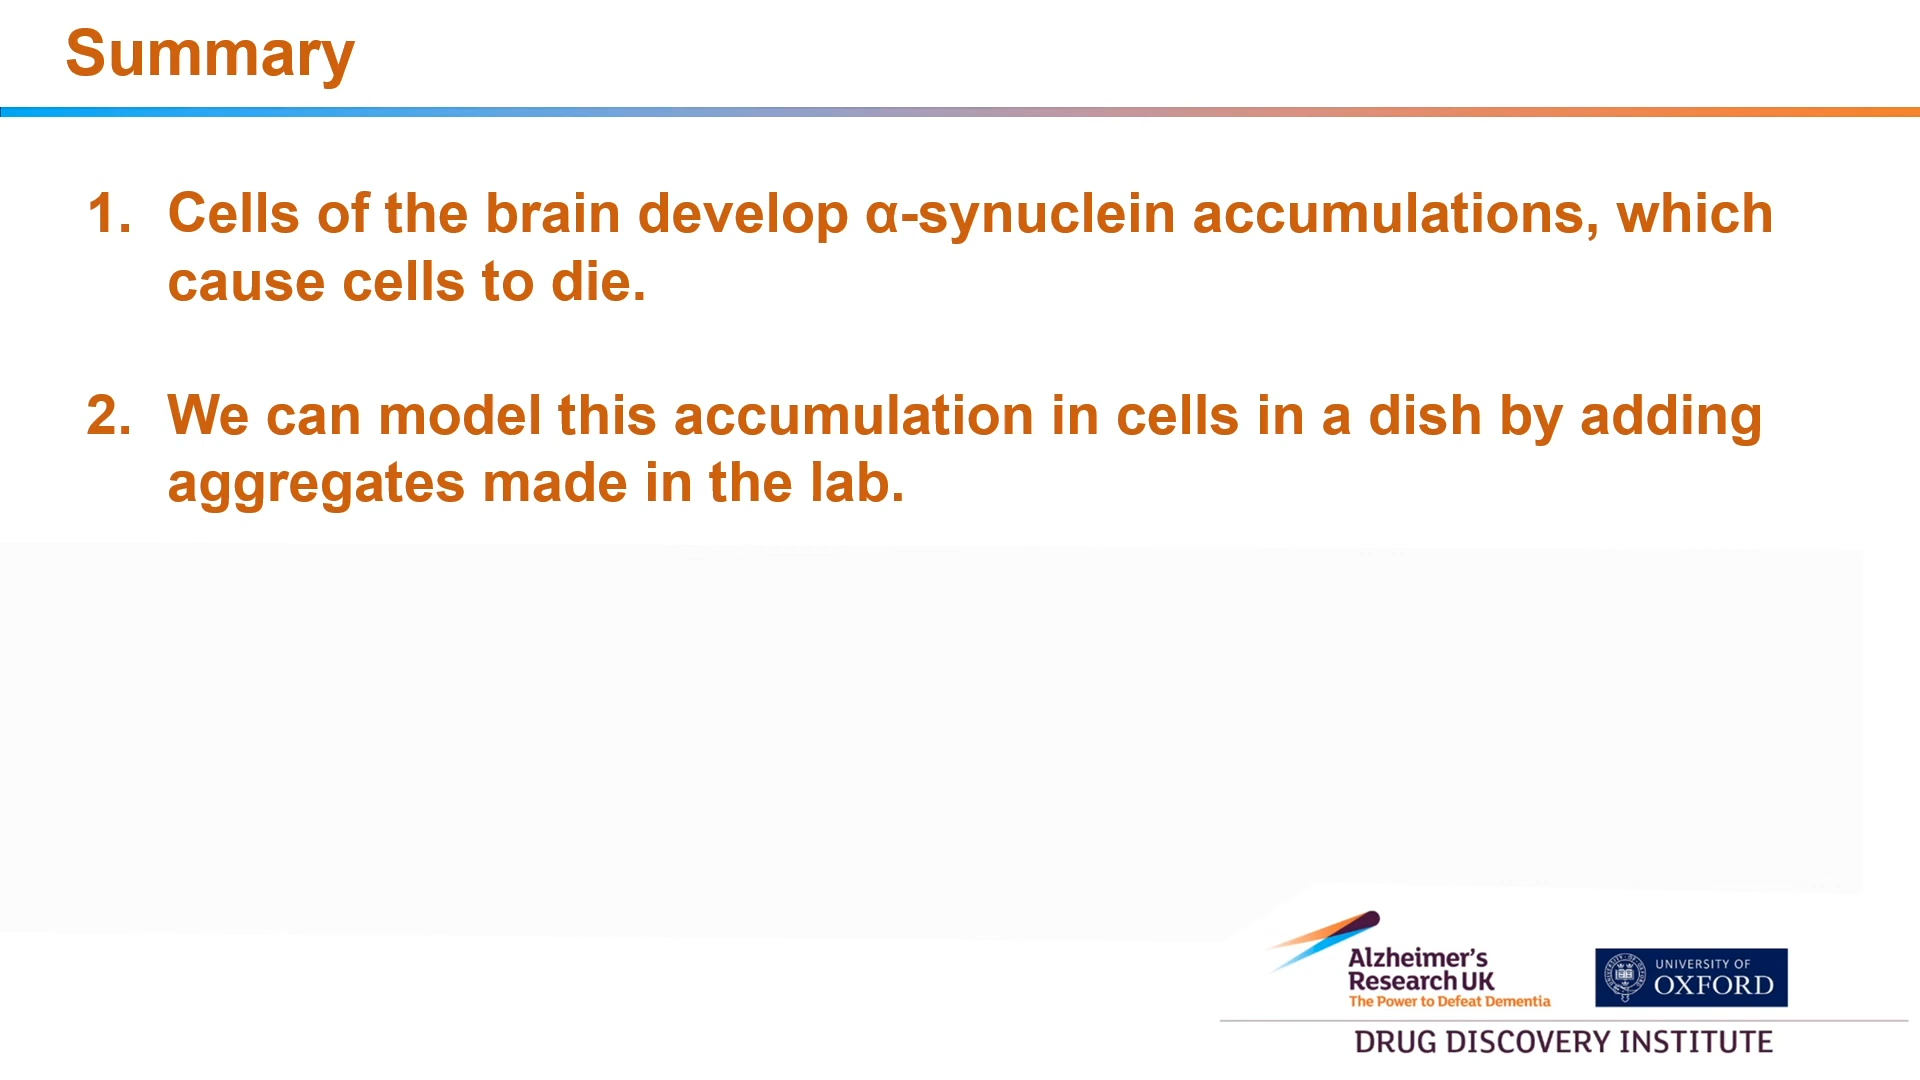 Summary
1. Cells of the brain develop α-synuclein accumulations, which
cause cells to die.
2. We can model this accumulation in cells in a dish by adding
aggregates made in the lab.
Alzheimer's
Research UK
The Power to Defeat Dementia
UNIVERSITY OF
OXFORD
DRUG DISCOVERY INSTITUTE